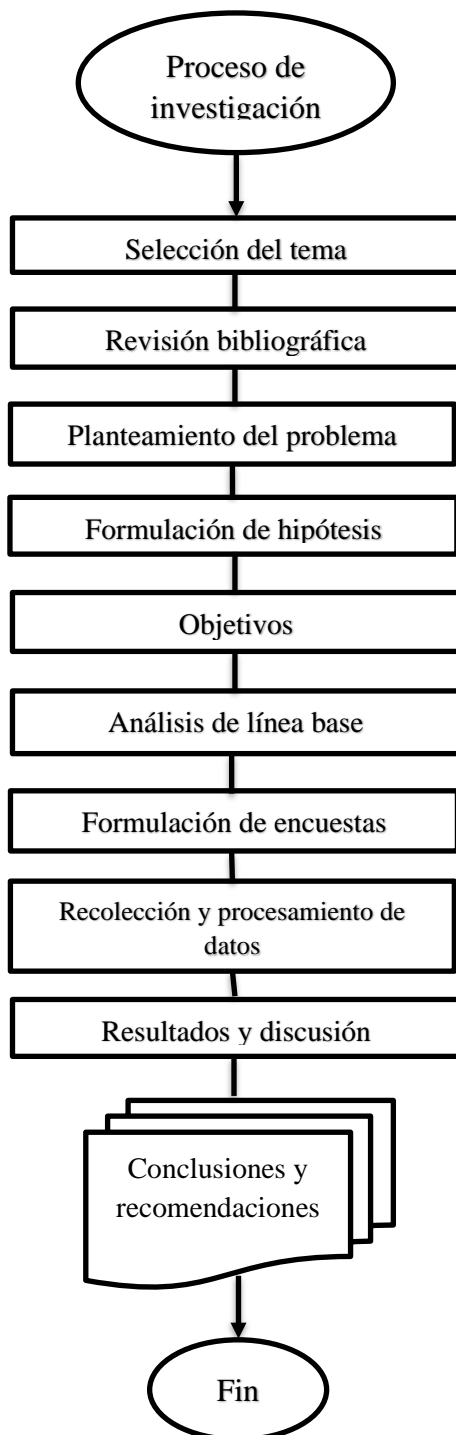 Proceso de
investigación
Selección del tema
Revisión bibliográfica
Planteamiento del problema
Formulación de hipótesis
Objetivos
Análisis de línea base
Formulación de encuestas
Recolección y procesamiento de
datos
Resultados y discusión
Conclusiones y
recomendaciones
Fin